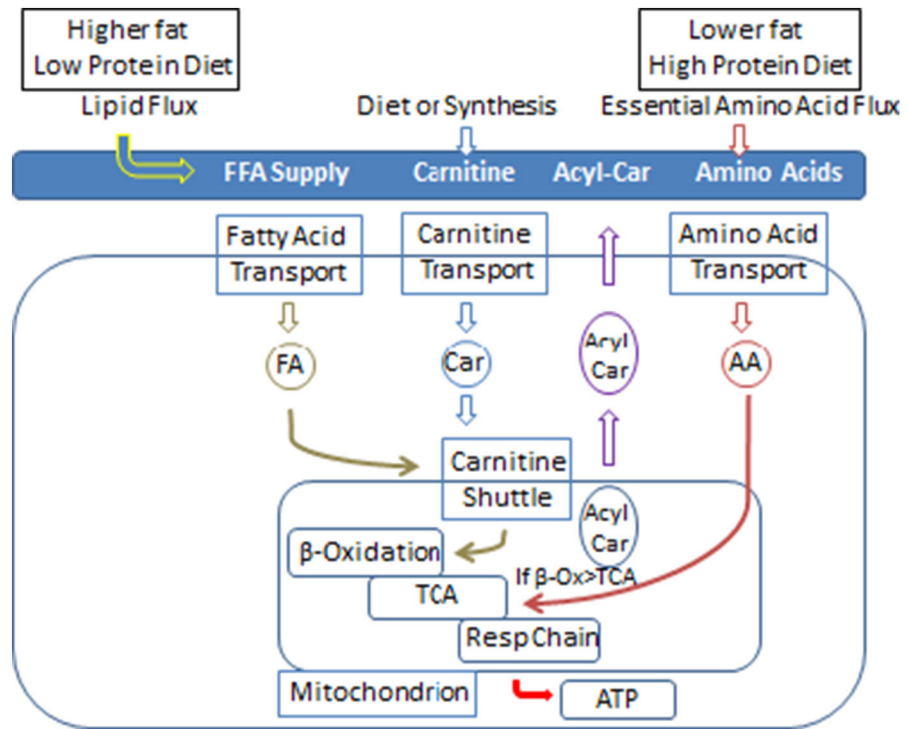 Higher fat
Low Protein Diet
Lower fat
High Protein Diet
Lipid Flux
Diet or Synthesis
Essential Amino Acid Flux
FFA Supply
Carnitine
Acyl-Car
Amino Acids
Fatty Acid
Transport
Carnitine
Transport
Amino Acid
Transport
FA
Car
Acyl
Car
AA
Carnitine
Shuttle
Acyl
Car
β-Oxidation
If β-Ox>TCA
TCA
Resp Chain
Mitochondrion
ATP